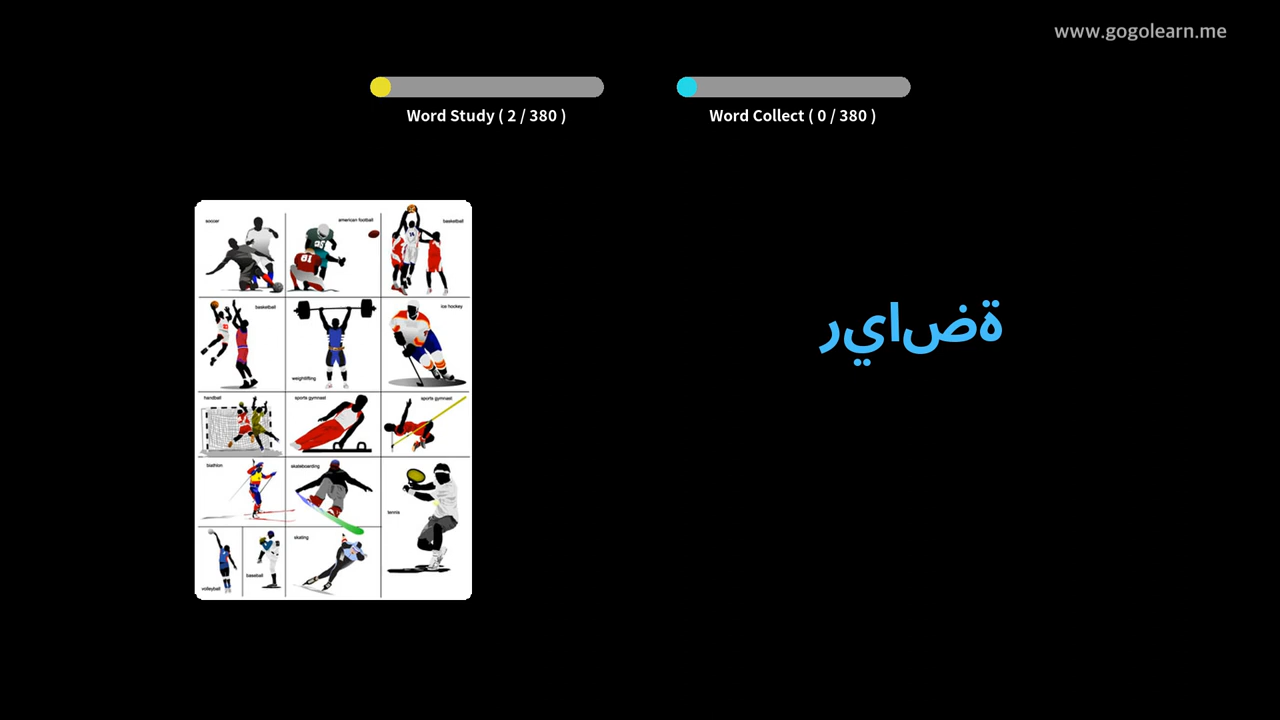 www.gogolearn.me
Word Study ( 2 / 380 )
Word Collect ( 0 / 380 )
soccer
american football
basketball
basketball
weightlifting
ice hockey
handball
sports gymnast
sports gymnast
biathlon
skateboarding
tennis
volleyball
baseball
skating
ةضاير